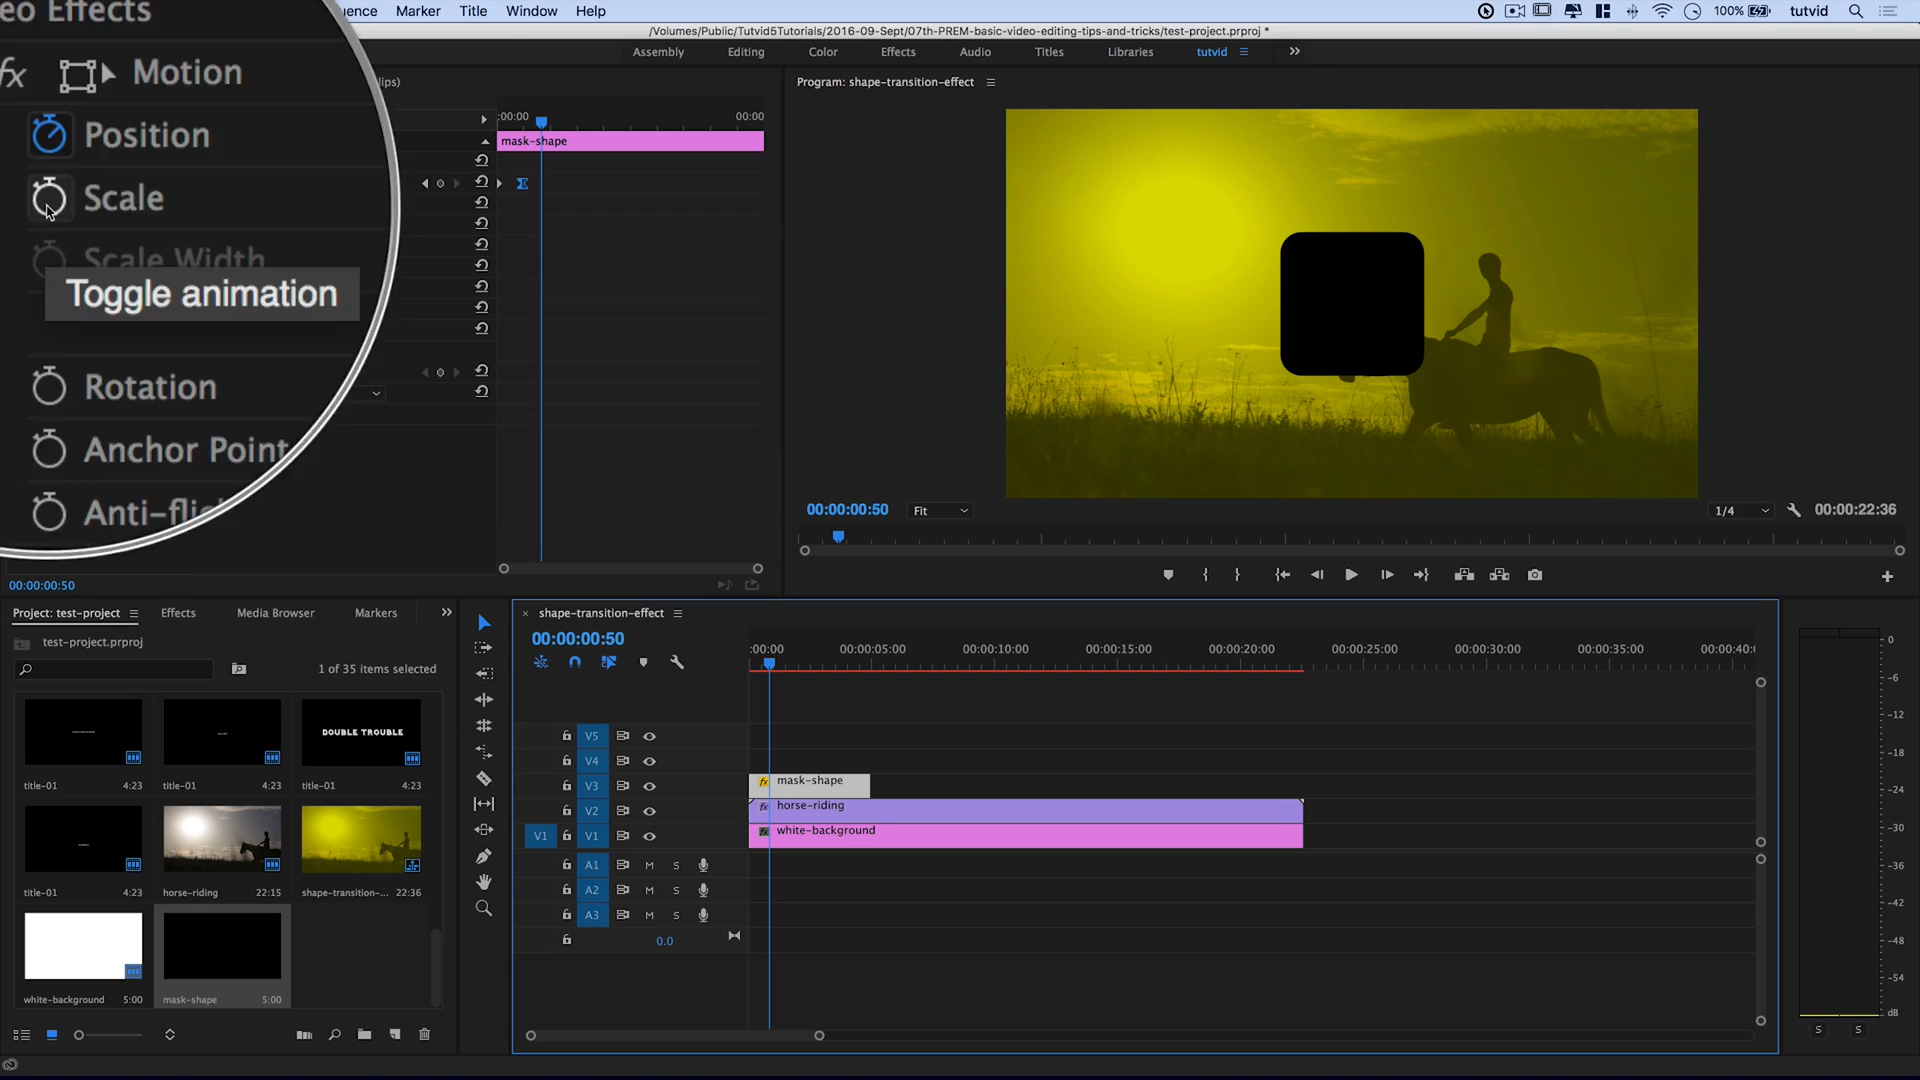 uence Marker Title Window Help 100% tutvid
/Volumes/Public/Tutvid5Tutorials/2016-09-Sept/07th-PREM-basic-video-editing-tips-and-tricks/test-project.prproj *
Assembly Editing Color Effects Audio Titles Libraries tutvid
eo Effects
fx Motion
Position
Scale
Scale Width
Toggle animation
Rotation
Anchor Point
Anti-flic
lips)
:00:00 00:00
mask-shape
00:00:00:50
Program: shape-transition-effect
00:00:00:50 Fit 1/4 00:00:22:36
Project: test-project Effects Media Browser Markers
test-project.prproj
1 of 35 items selected
DOUBLE TROUBLE
title-01 4:23 title-01 4:23 title-01 4:23
title-01 4:23 horse-riding 22:15 shape-transition-... 22:36
white-background 5:00 mask-shape 5:00
shape-transition-effect
00:00:00:50
:00:00 00:00:05:00 00:00:10:00 00:00:15:00 00:00:20:00 00:00:25:00 00:00:30:00 00:00:35:00 00:00:40:0
V5
V4
V3 fx mask-shape
V2 fx horse-riding
V1 V1 fx white-background
A1 M S
A2 M S
A3 M S
0.0
0
-6
-12
-18
-24
-30
-36
-42
-48
-54
dB
S S